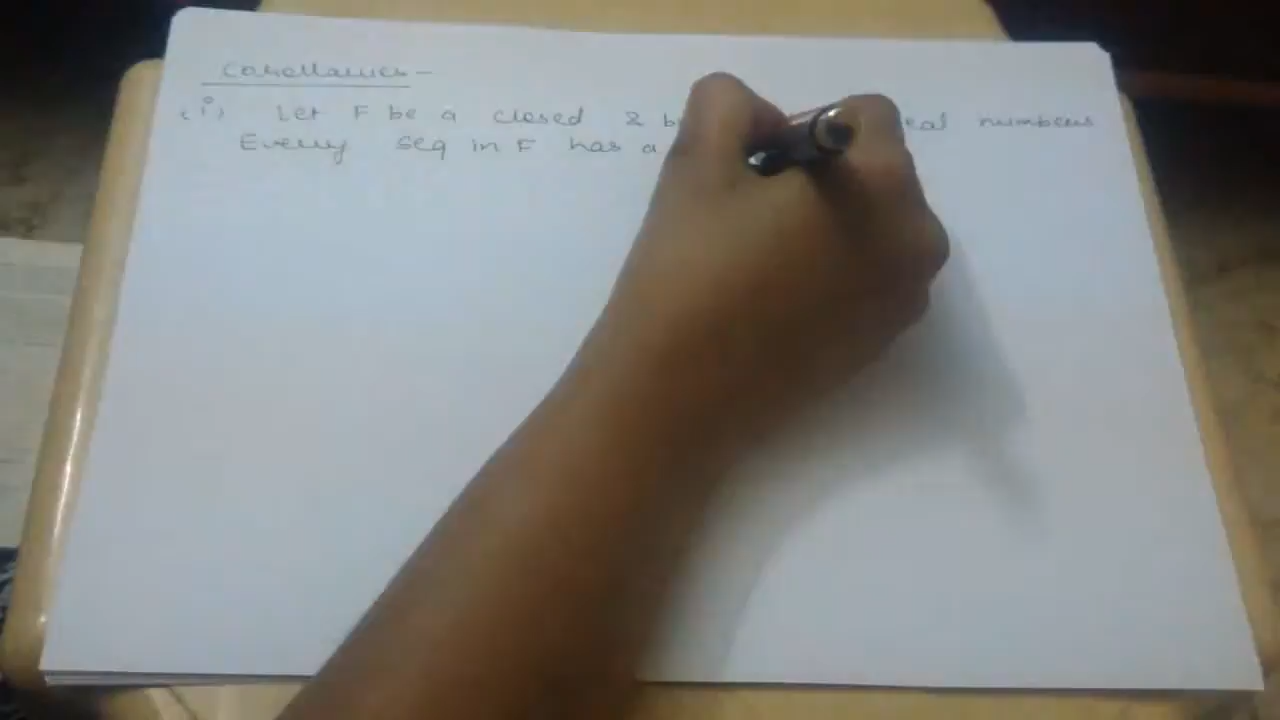 Corollaries -
(i) Let F be a closed & b eal numbers
Every seq in F has a